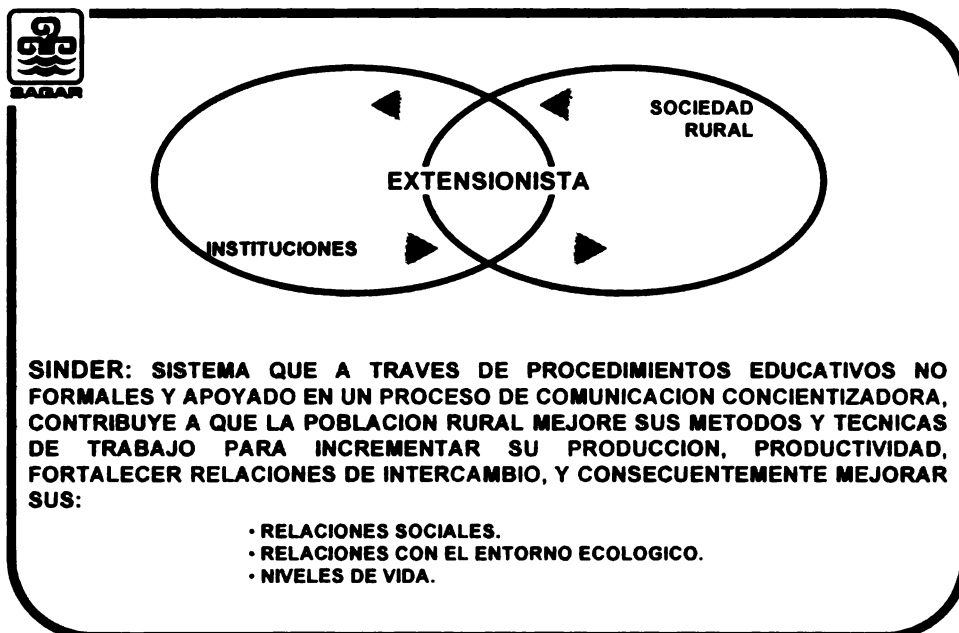 SAGAR
SOCIEDAD
RURAL
EXTENSIONISTA
INSTITUCIONES
SINDER: SISTEMA QUE A TRAVES DE PROCEDIMIENTOS EDUCATIVOS NO
FORMALES Y APOYADO EN UN PROCESO DE COMUNICACION CONCIENTIZADORA,
CONTRIBUYE A QUE LA POBLACION RURAL MEJORE SUS METODOS Y TECNICAS
DE TRABAJO PARA INCREMENTAR SU PRODUCCION, PRODUCTIVIDAD,
FORTALECER RELACIONES DE INTERCAMBIO, Y CONSECUENTEMENTE MEJORAR
SUS:
· RELACIONES SOCIALES.
· RELACIONES CON EL ENTORNO ECOLOGICO.
· NIVELES DE VIDA.